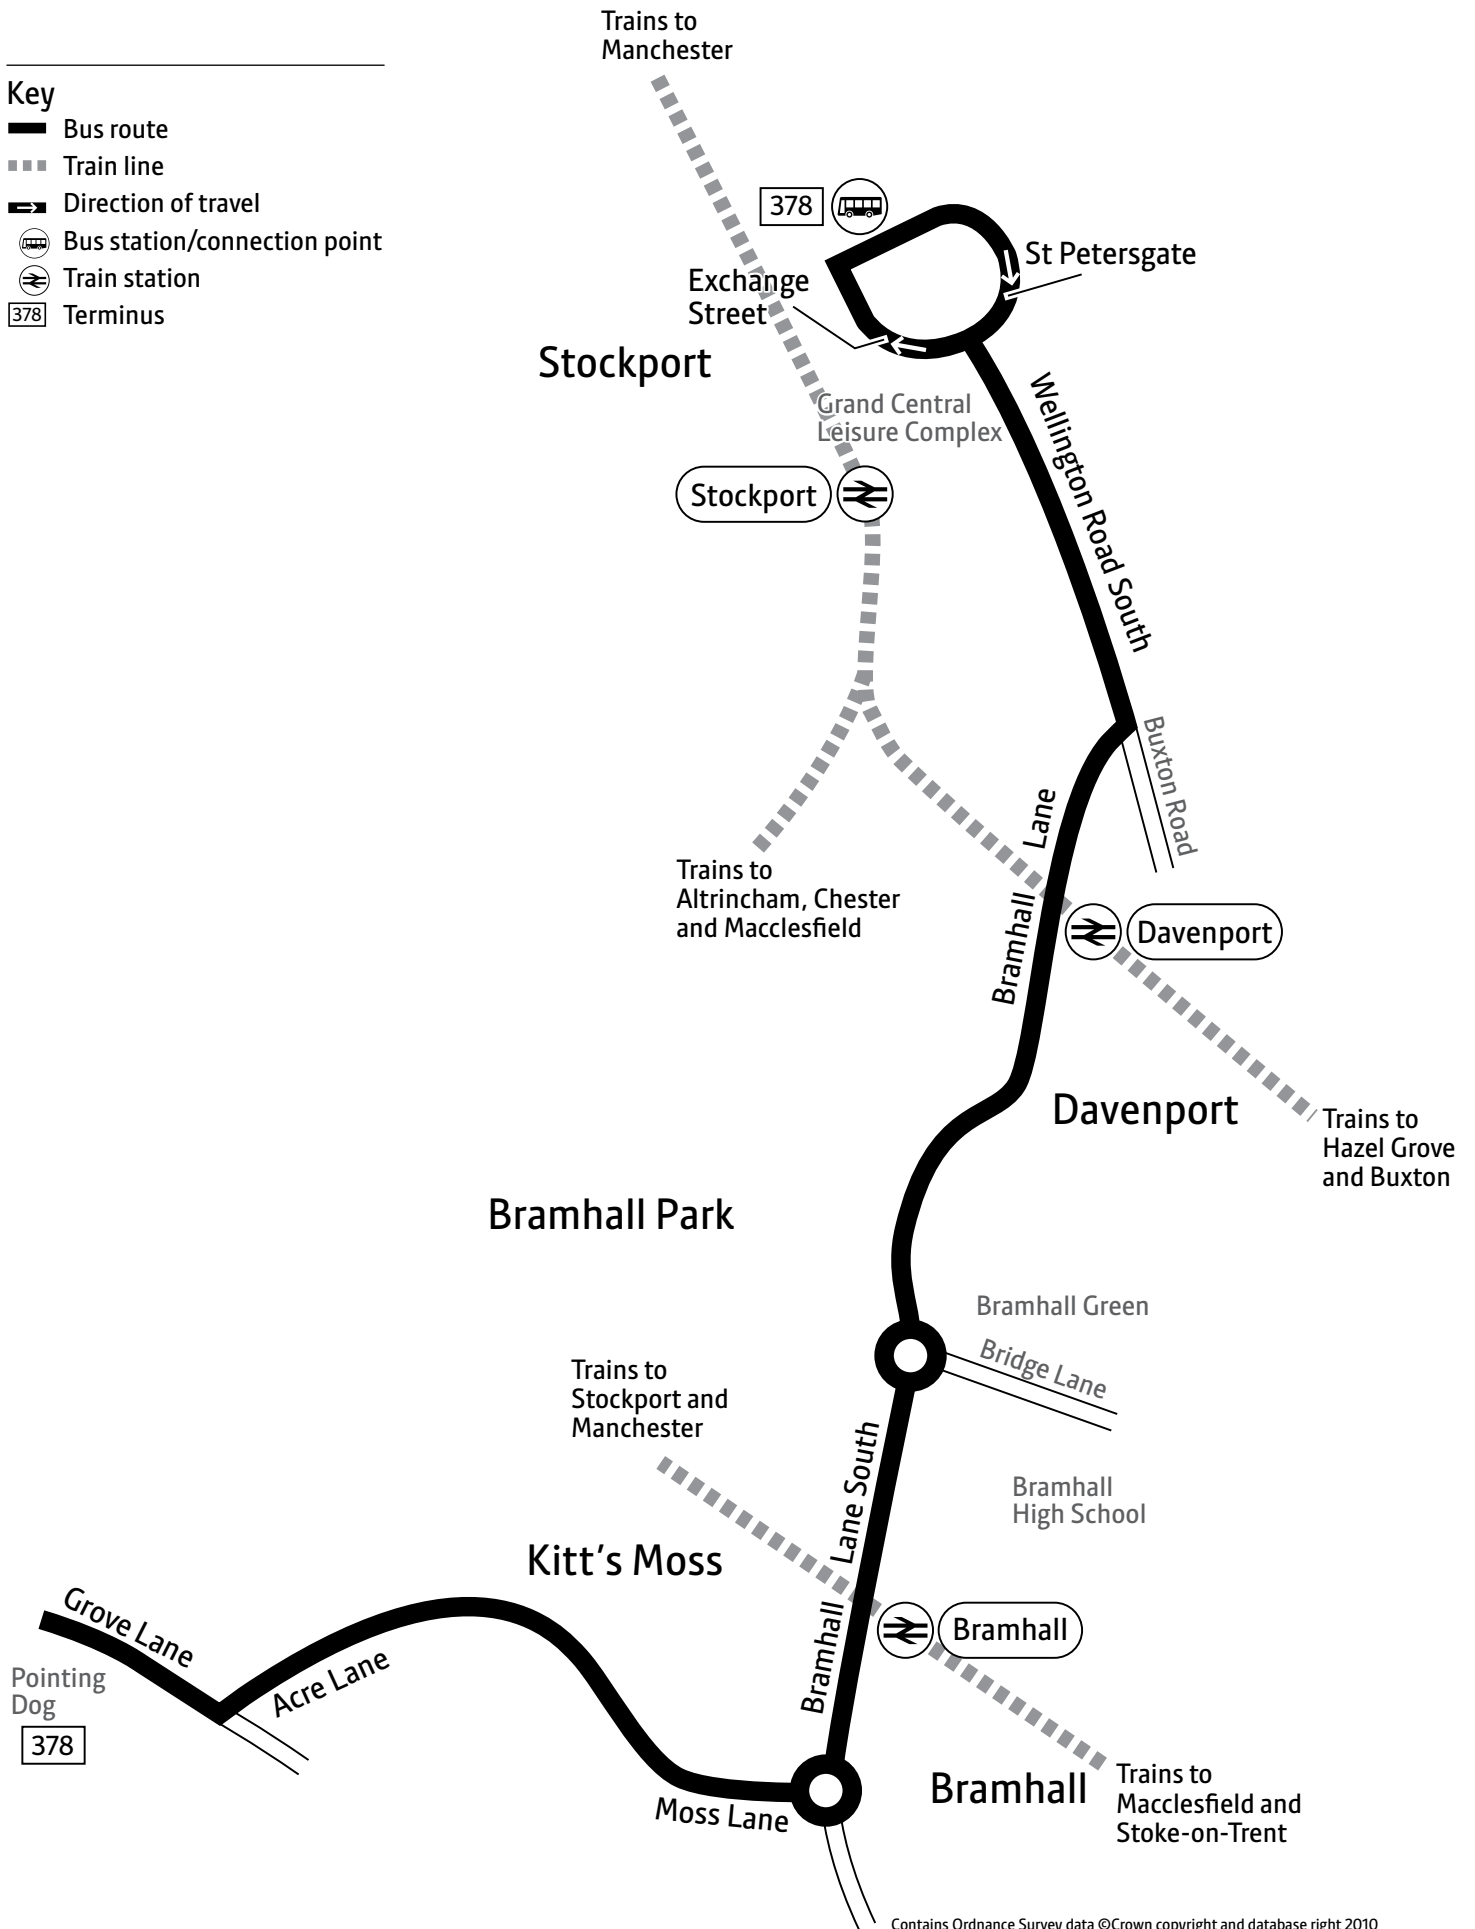 Trains to
Manchester
Key
Bus route
Train line
Direction of travel
Bus station/connection point
Train station
378
Terminus
378
St Petersgate
Exchange
Street
Stockport
Grand Central
Leisure Complex
Wellington Road South
Stockport
Buxton Road
Bramhall Lane
Trains to
Altrincham, Chester
and Macclesfield
Davenport
Davenport
Trains to
Hazel Grove
and Buxton
Bramhall Park
Bramhall Green
Bridge Lane
Trains to
Stockport and
Manchester
Bramhall Lane South
Bramhall
High School
Kitt's Moss
Grove Lane
Acre Lane
Pointing
Dog
378
Bramhall
Moss Lane
Bramhall
Trains to
Macclesfield and
Stoke-on-Trent
Contains Ordnance Survey data ©Crown copyright and database right 2010